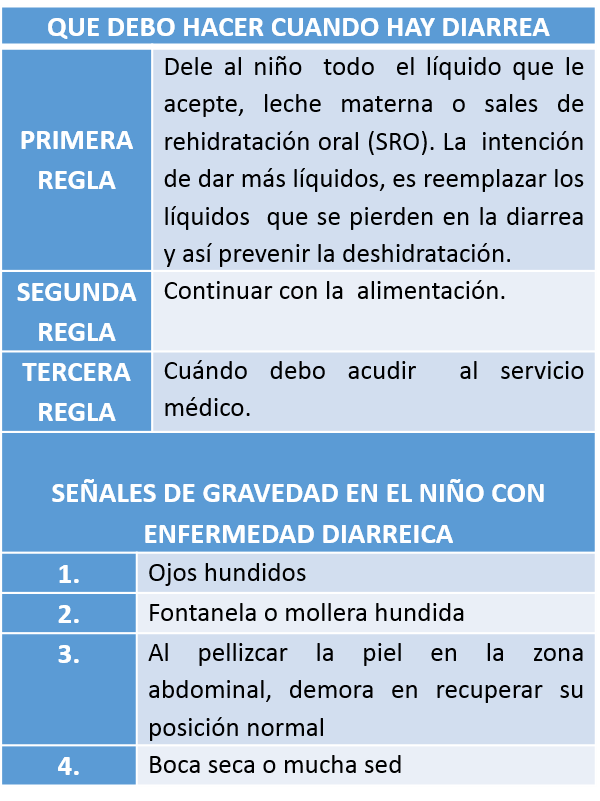 QUE DEBO HACER CUANDO HAY DIARREA
PRIMERA
REGLA
Dele al niño todo el líquido que le
acepte, leche materna o sales de
rehidratación oral (SRO). La intención
de dar más líquidos, es reemplazar los
líquidos que se pierden en la diarrea
y así prevenir la deshidratación.
SEGUNDA
REGLA
Continuar con la alimentación.
TERCERA
REGLA
Cuándo debo acudir al servicio
médico.
SEÑALES DE GRAVEDAD EN EL NIÑO CON
ENFERMEDAD DIARREICA
1. Ojos hundidos
2. Fontanela o mollera hundida
3. Al pellizcar la piel en la zona
abdominal, demora en recuperar su
posición normal
4. Boca seca o mucha sed